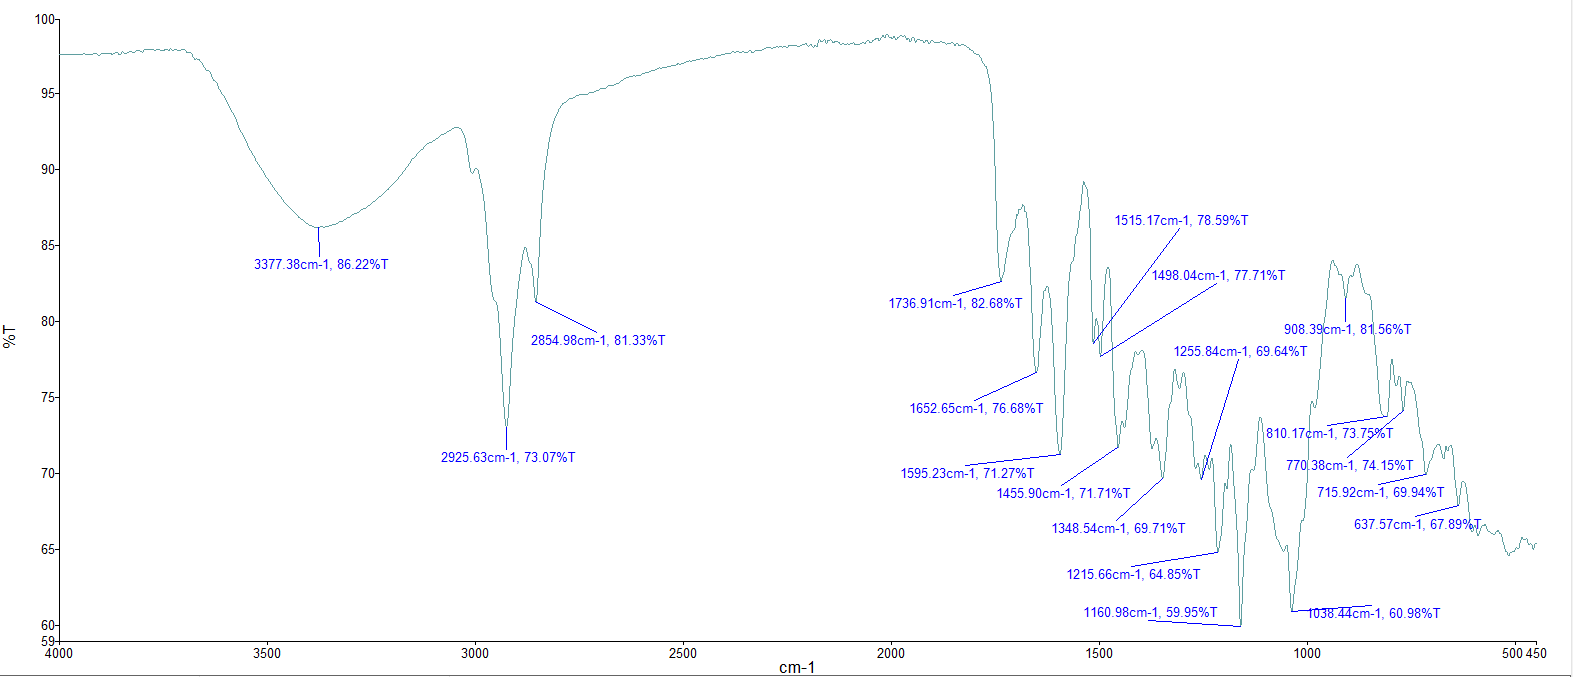 100
95
90
85
80
75
70
65
60
59
%T
4000
3500
3000
2500
2000
1500
1000
500
450
cm-1
3377.38cm-1, 86.22%T
2925.63cm-1, 73.07%T
2854.98cm-1, 81.33%T
1736.91cm-1, 82.68%T
1652.65cm-1, 76.68%T
1595.23cm-1, 71.27%T
1515.17cm-1, 78.59%T
1498.04cm-1, 77.71%T
1455.90cm-1, 71.71%T
1348.54cm-1, 69.71%T
1255.84cm-1, 69.64%T
1215.66cm-1, 64.85%T
1160.98cm-1, 59.95%T
1038.44cm-1, 60.98%T
908.39cm-1, 81.56%T
810.17cm-1, 73.75%T
770.38cm-1, 74.15%T
715.92cm-1, 69.94%T
637.57cm-1, 67.89%T